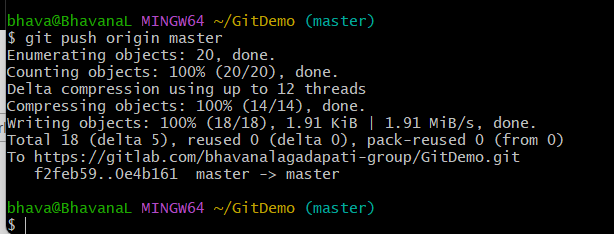 bhava@BhavanaL MINGW64 ~/GitDemo (master)
$ git push origin master
Enumerating objects: 20, done.
Counting objects: 100% (20/20), done.
Delta compression using up to 12 threads
Compressing objects: 100% (14/14), done.
Writing objects: 100% (18/18), 1.91 KiB | 1.91 MiB/s, done.
Total 18 (delta 5), reused 0 (delta 0), pack-reused 0 (from 0)
To https://gitlab.com/bhavanalagadapati-group/GitDemo.git
   f2feb59..0e4b161  master -> master

bhava@BhavanaL MINGW64 ~/GitDemo (master)
$